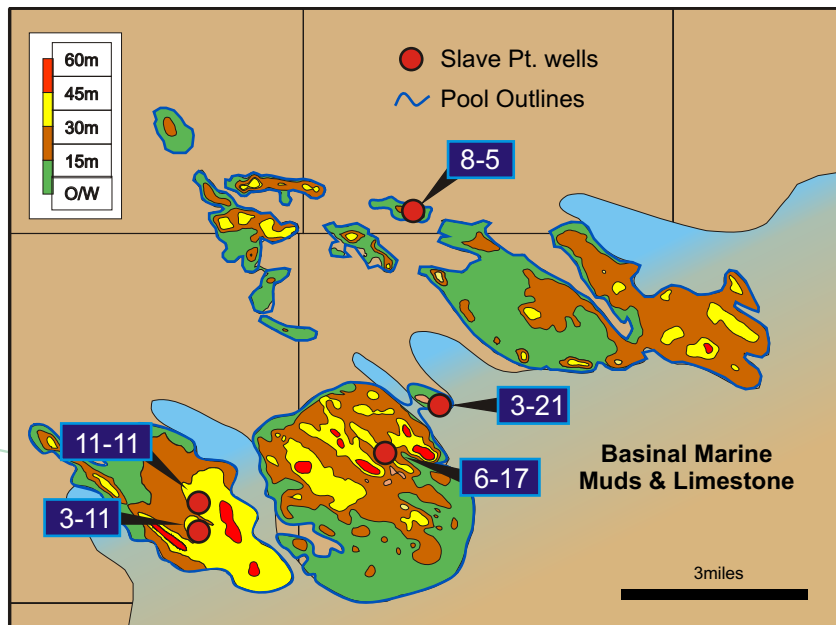 60m
45m
30m
15m
O/W
Slave Pt. wells
Pool Outlines
8-5
3-21
11-11
6-17
3-11
Basinal Marine
Muds & Limestone
3miles